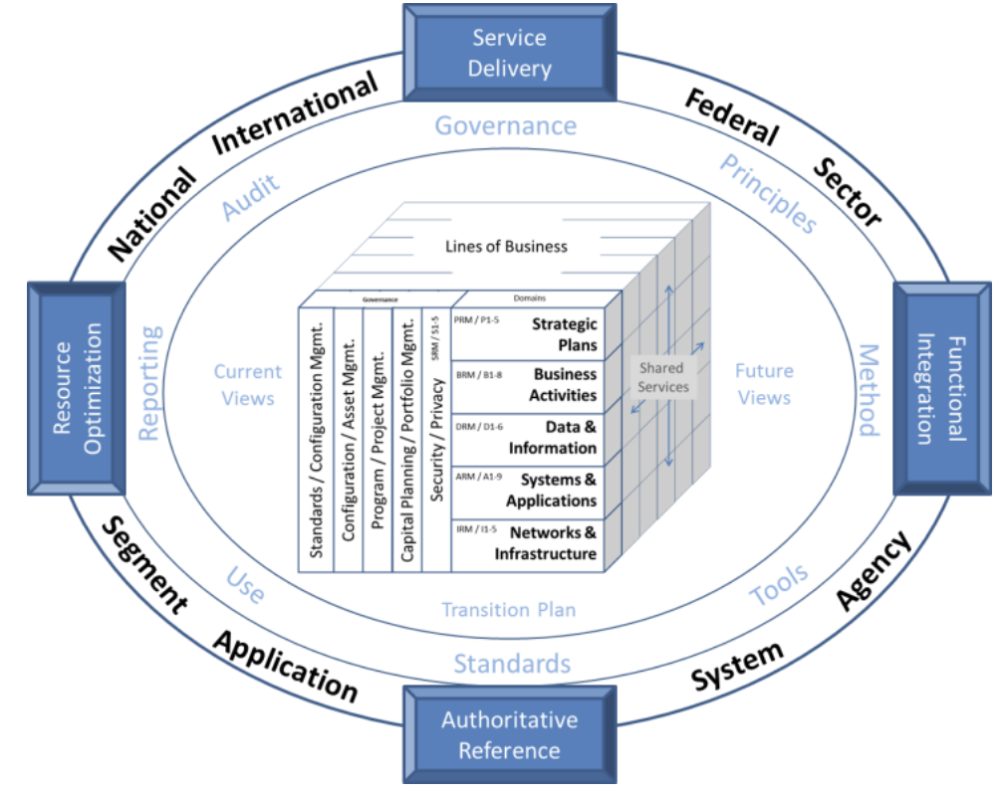 Service
Delivery
National International
Federal Sector
Governance
Audit
Principles
Lines of Business
Governance
Domains
Resource
Optimization
Reporting
Current
Views
Standards / Configuration Mgmt.
Configuration / Asset Mgmt.
Program / Project Mgmt.
Capital Planning / Portfolio Mgmt.
Security / Privacy
SRM / S1-5
PRM / P1-5 Strategic
Plans
BRM / B1-8 Business
Activities
DRM / D1-6 Data &
Information
ARM / A1-9 Systems &
Applications
IRM / I1-5 Networks &
Infrastructure
Shared
Services
Future
Views
Method
Functional
Integration
Use
Transition Plan
Tools
Standards
Segment Application
System Agency
Authoritative
Reference